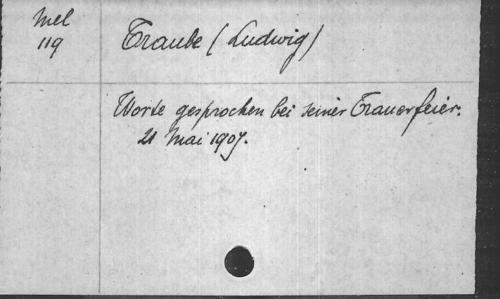 Mel
119
Traube (Ludwig)
Worte gesprochen bei seiner Trauerfeier.
21 Mai 1907.